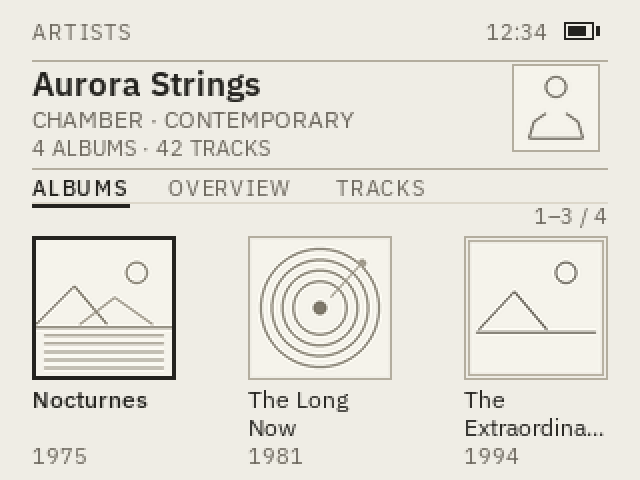 ARTISTS
12:34
Aurora Strings
CHAMBER · CONTEMPORARY
4 ALBUMS · 42 TRACKS
ALBUMS OVERVIEW TRACKS
1–3 / 4
Nocturnes
1975
The Long
Now
1981
The
Extraordina...
1994